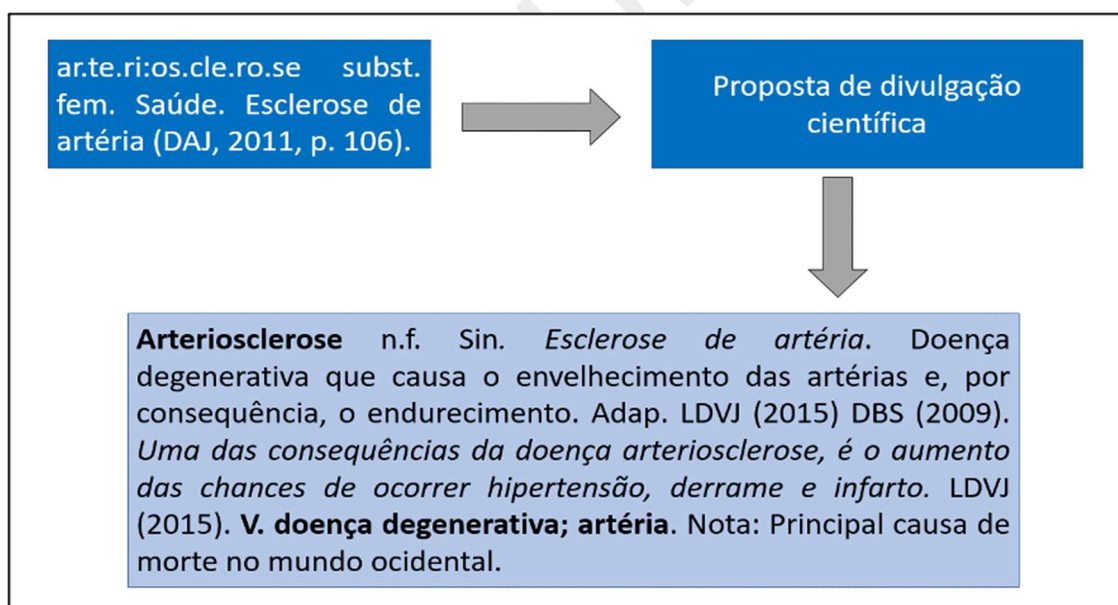 ar.te.ri:os.cle.ro.se subst.
fem. Saúde. Esclerose de
artéria (DAJ, 2011, p. 106).
Proposta de divulgação
científica
Arteriosclerose n.f. Sin. Esclerose de artéria. Doença
degenerativa que causa o envelhecimento das artérias e, por
consequência, o endurecimento. Adap. LDVJ (2015) DBS (2009).
Uma das consequências da doença arteriosclerose, é o aumento
das chances de ocorrer hipertensão, derrame e infarto. LDVJ
(2015). V. doença degenerativa; artéria. Nota: Principal causa de
morte no mundo ocidental.